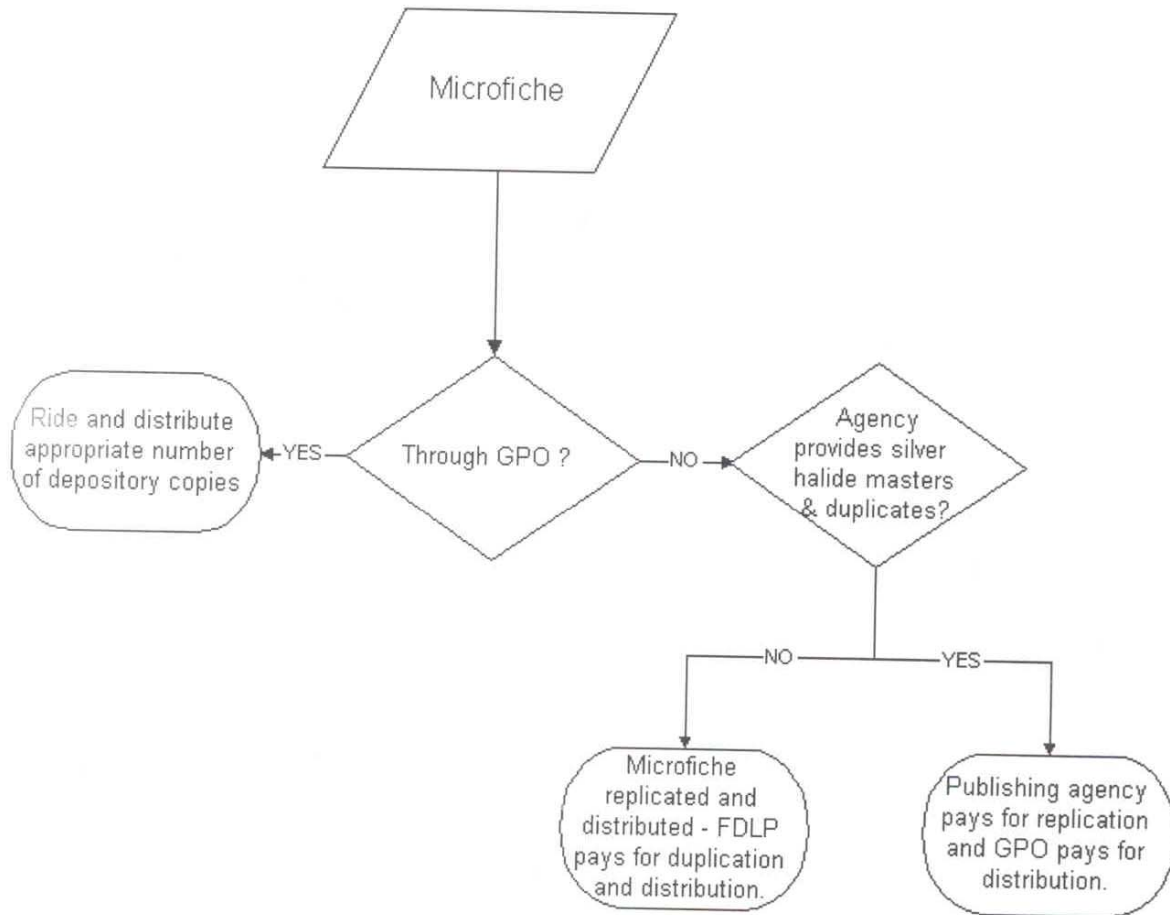 Microfiche
Through GPO ?
YES
Ride and distribute
appropriate number
of depository copies
NO
Agency
provides silver
halide masters
& duplicates?
NO
YES
Microfiche
replicated and
distributed - FDLP
pays for duplication
and distribution.
Publishing agency
pays for replication
and GPO pays for
distribution.